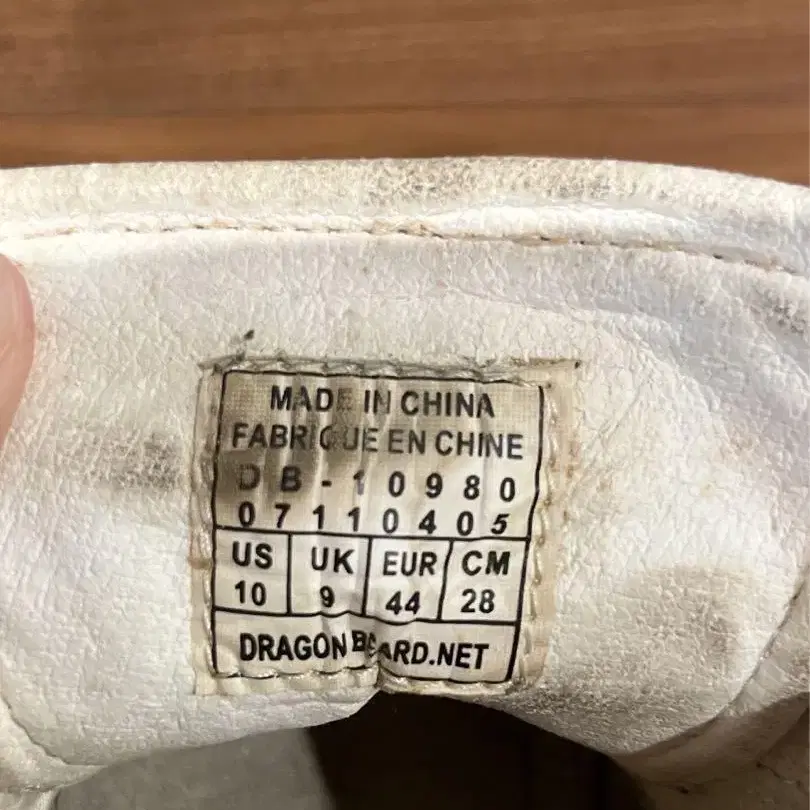 MADE IN CHINA
FABRIQUE EN CHINE
DB-10980
07110405
US UK EUR CM
10 9 44 28
DRAGONBEARD.NET